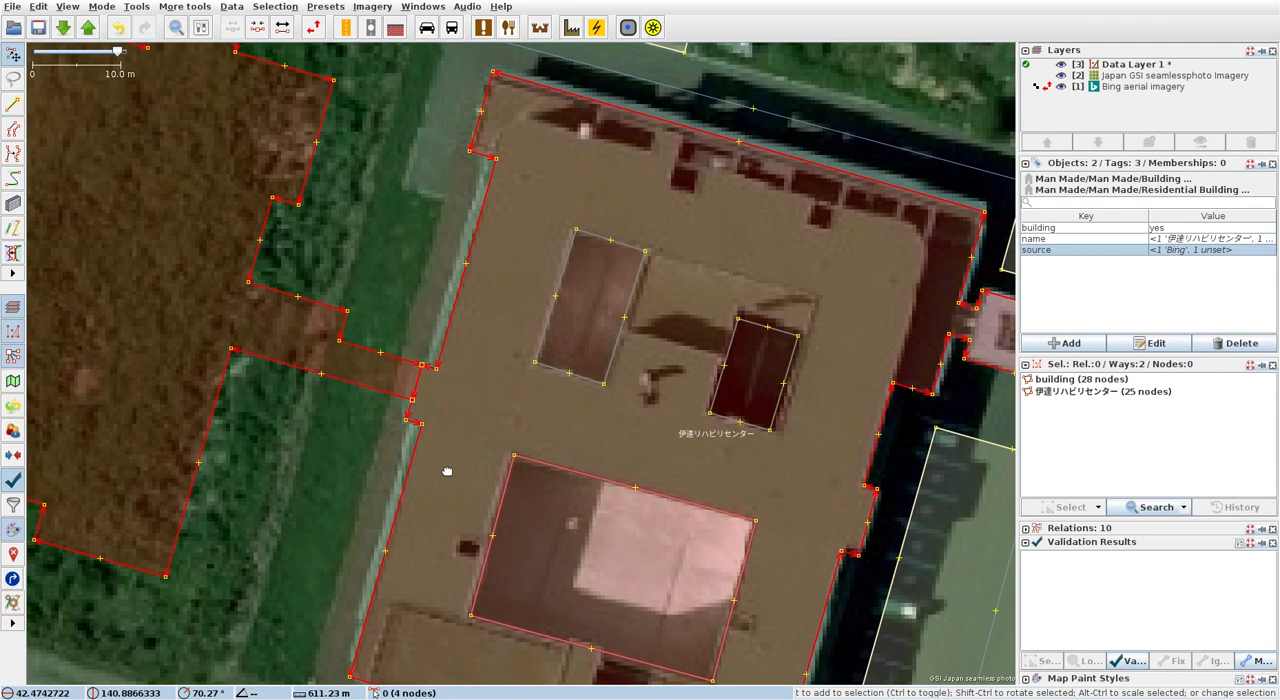 File Edit View Mode Tools More tools Data Selection Presets Imagery Windows Audio Help
0 10.0 m
Layers
[3] Data Layer 1 *
[2] Japan GSI seamlessphoto Imagery
[1] Bing aerial imagery
Objects: 2 / Tags: 3 / Memberships: 0
Man Made/Man Made/Building ...
Man Made/Man Made/Residential Building ...
Key Value
building yes
name <1 '伊達リハビリセンター', 1 ...
source <1 'Bing', 1 unset>
Add Edit Delete
Sel.: Rel.:0 / Ways:2 / Nodes:0
building (28 nodes)
伊達リハビリセンター (25 nodes)
Select Search History
Relations: 10
Validation Results
Se... Lo... Va... Fix Ig... M...
Map Paint Styles
伊達リハビリセンター
GSI Japan seamless photo
42.4742722 140.8866333 70.27° -- 611.23 m 0 (4 nodes) t to add to selection (Ctrl to toggle); Shift-Ctrl to rotate selected; Alt-Ctrl to scale selected; or change selection